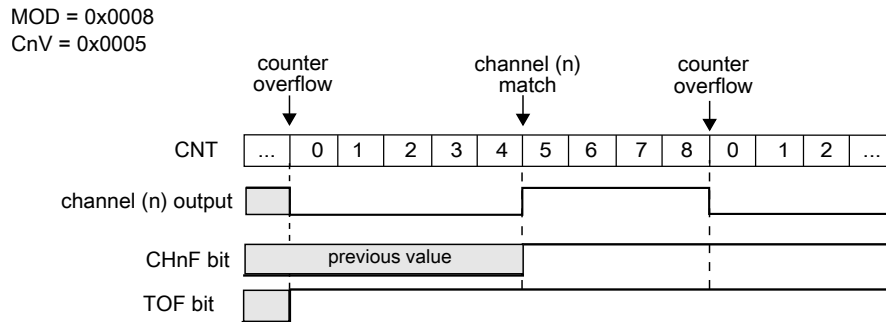 MOD = 0x0008
CnV = 0x0005
counter
overflow
channel (n)
match
counter
overflow
CNT ... 0 1 2 3 4 5 6 7 8 0 1 2 ...
channel (n) output
CHnF bit previous value
TOF bit